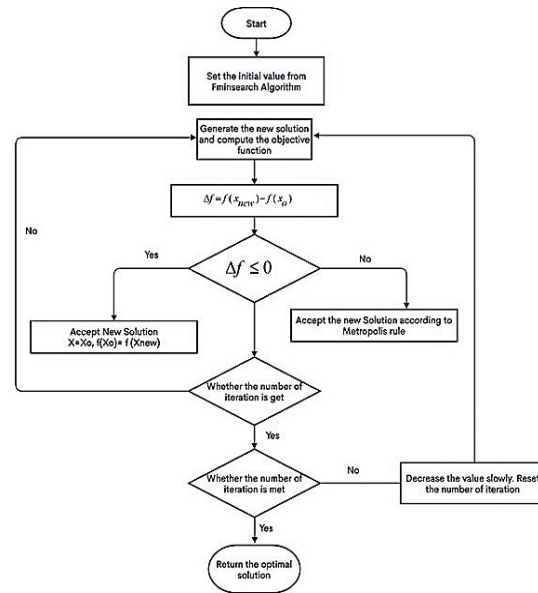 Start
Set the initial value from
Fminsearch Algorithm
Generate the new solution
and compute the objective
function
Δf=f(x_new)−f(x_o)
No
Yes
Δf ≤ 0
No
Accept New Solution
X=Xo, f(Xo)= f (Xnew)
Accept the new Solution according to
Metropolis rule
Whether the number of
iteration is get
Yes
Whether the number of
iteration is met
No
Decrease the value slowly. Reset
the number of iteration
Yes
Return the optimal
solution